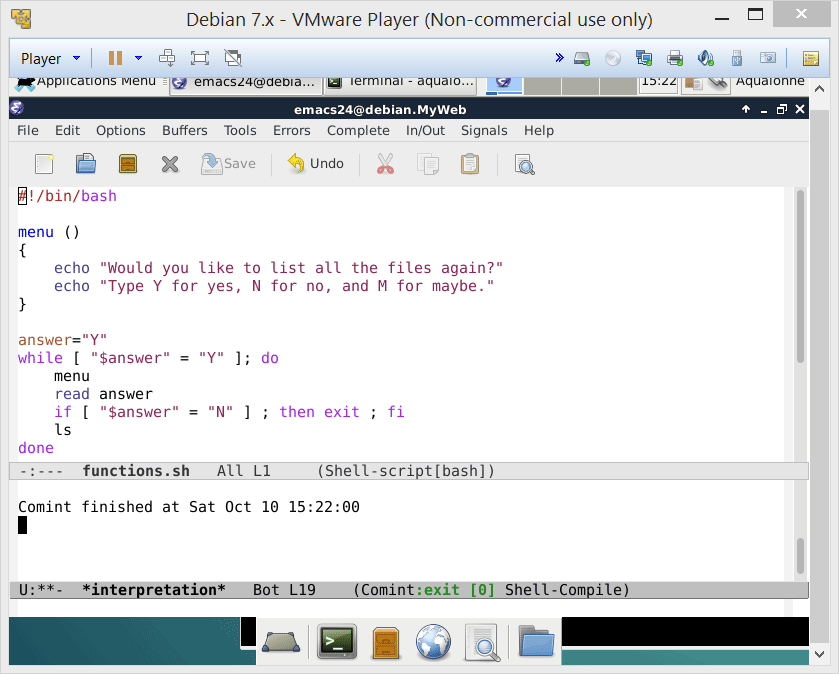 Debian 7.x - VMware Player (Non-commercial use only)
Player
Applications Menu emacs24@debia... Terminal - aqualo... 15:22 Aqualonne
emacs24@debian.MyWeb
File Edit Options Buffers Tools Errors Complete In/Out Signals Help
Save Undo
#!/bin/bash
menu ()
{
echo "Would you like to list all the files again?"
echo "Type Y for yes, N for no, and M for maybe."
}
answer="Y"
while [ "$answer" = "Y" ]; do
menu
read answer
if [ "$answer" = "N" ] ; then exit ; fi
ls
done
-:--- functions.sh All L1 (Shell-script[bash])
Comint finished at Sat Oct 10 15:22:00
U:**- *interpretation* Bot L19 (Comint:exit [0] Shell-Compile)
>_